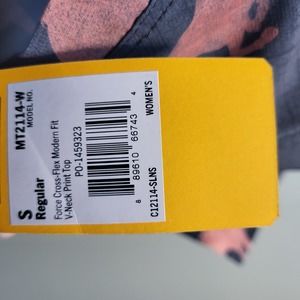 MT2114-W
MODEL NO.
S
Regular
Force Cross-Flex Modern Fit
V-Neck Print Top
PO-1459323
8 89610 66743 4
WOMEN'S
C12114-SLNS